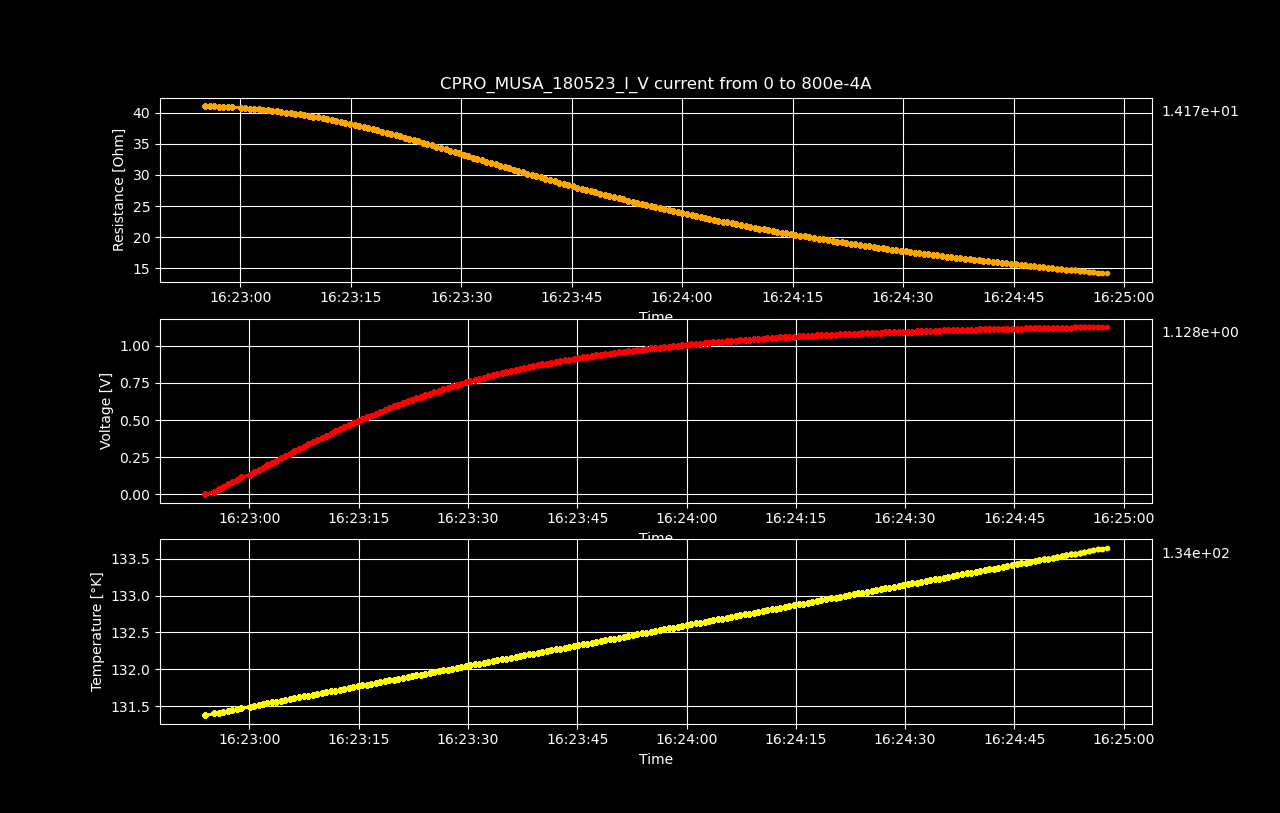 CPRO_MUSA_180523_I_V current from 0 to 800e-4A
1.417e+01
Resistance [Ohm]
40
35
30
25
20
15
16:23:00 16:23:15 16:23:30 16:23:45 16:24:00 16:24:15 16:24:30 16:24:45 16:25:00
Time
1.128e+00
Voltage [V]
1.00
0.75
0.50
0.25
0.00
16:23:00 16:23:15 16:23:30 16:23:45 16:24:00 16:24:15 16:24:30 16:24:45 16:25:00
Time
1.34e+02
Temperature [°K]
133.5
133.0
132.5
132.0
131.5
16:23:00 16:23:15 16:23:30 16:23:45 16:24:00 16:24:15 16:24:30 16:24:45 16:25:00
Time